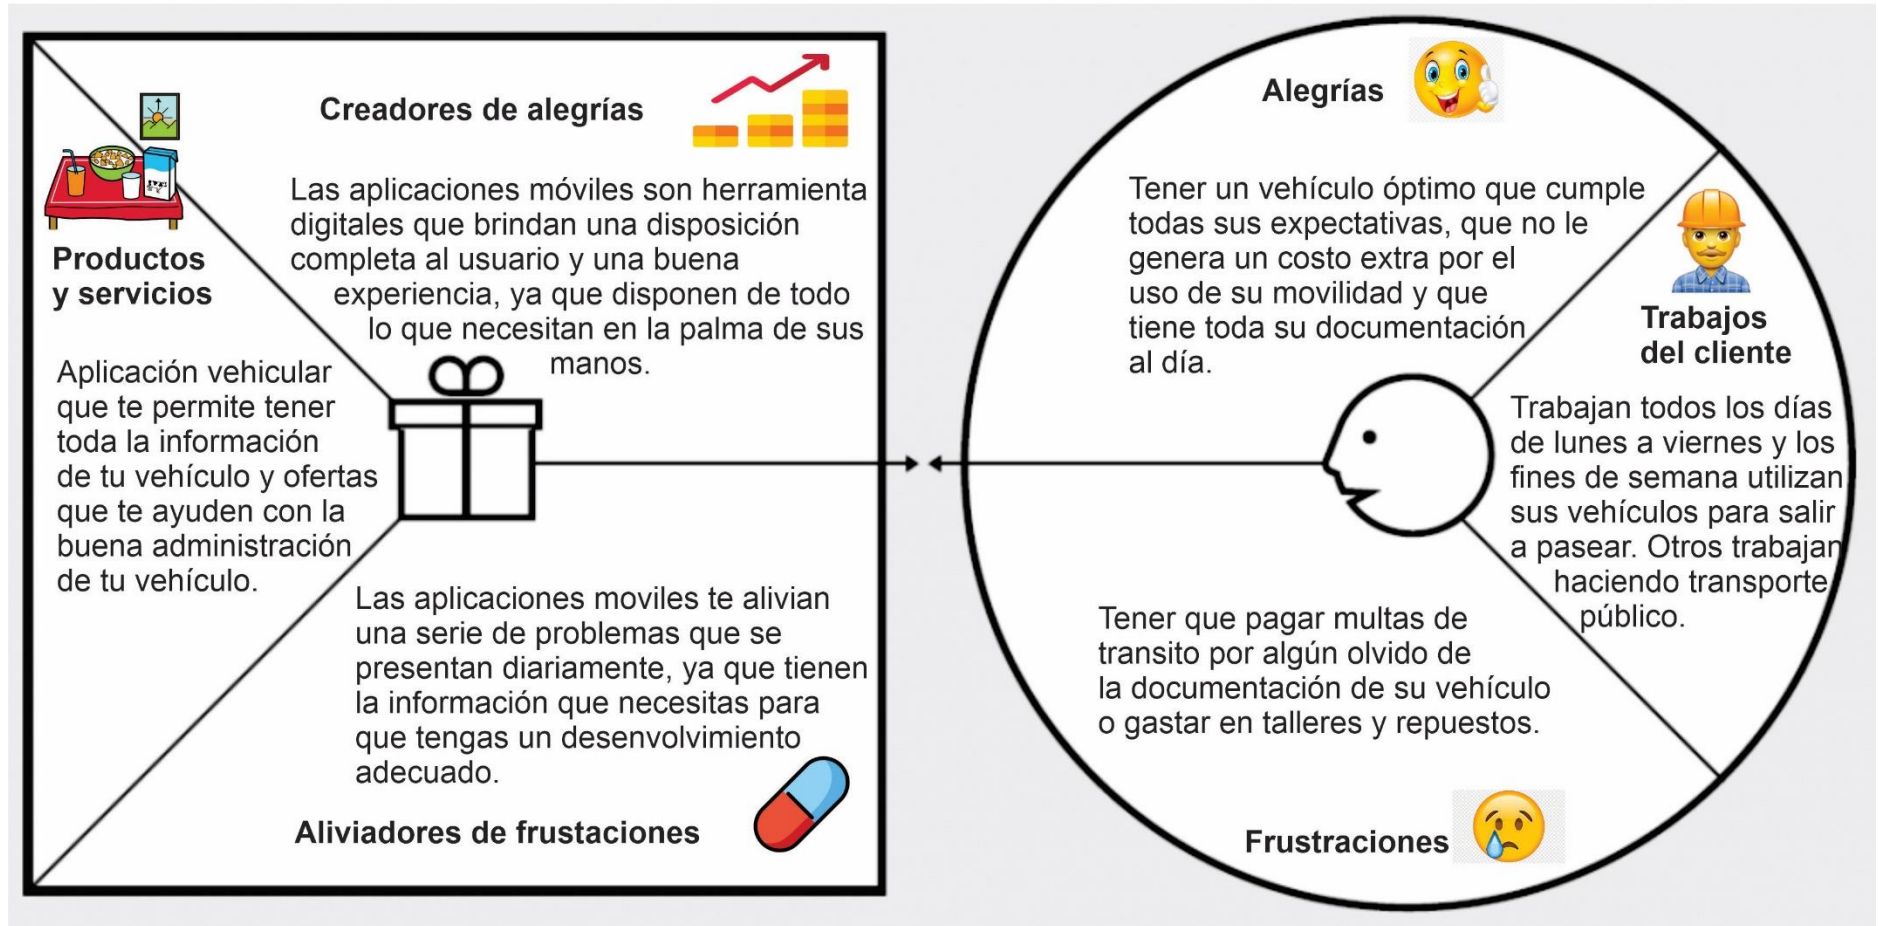 Creadores de alegrías
Las aplicaciones móviles son herramienta
digitales que brindan una disposición
completa al usuario y una buena
experiencia, ya que disponen de todo
lo que necesitan en la palma de sus
manos.
Productos
y servicios
Aplicación vehicular
que te permite tener
toda la información
de tu vehículo y ofertas
que te ayuden con la
buena administración
de tu vehículo.
Las aplicaciones moviles te alivian
una serie de problemas que se
presentan diariamente, ya que tienen
la información que necesitas para
que tengas un desenvolvimiento
adecuado.
Aliviadores de frustaciones
Alegrías
Tener un vehículo óptimo que cumple
todas sus expectativas, que no le
genera un costo extra por el
uso de su movilidad y que
tiene toda su documentación
al día.
Trabajos
del cliente
Trabajan todos los días
de lunes a viernes y los
fines de semana utilizan
sus vehículos para salir
a pasear. Otros trabajan
haciendo transporte
público.
Tener que pagar multas de
transito por algún olvido de
la documentación de su vehículo
o gastar en talleres y repuestos.
Frustraciones